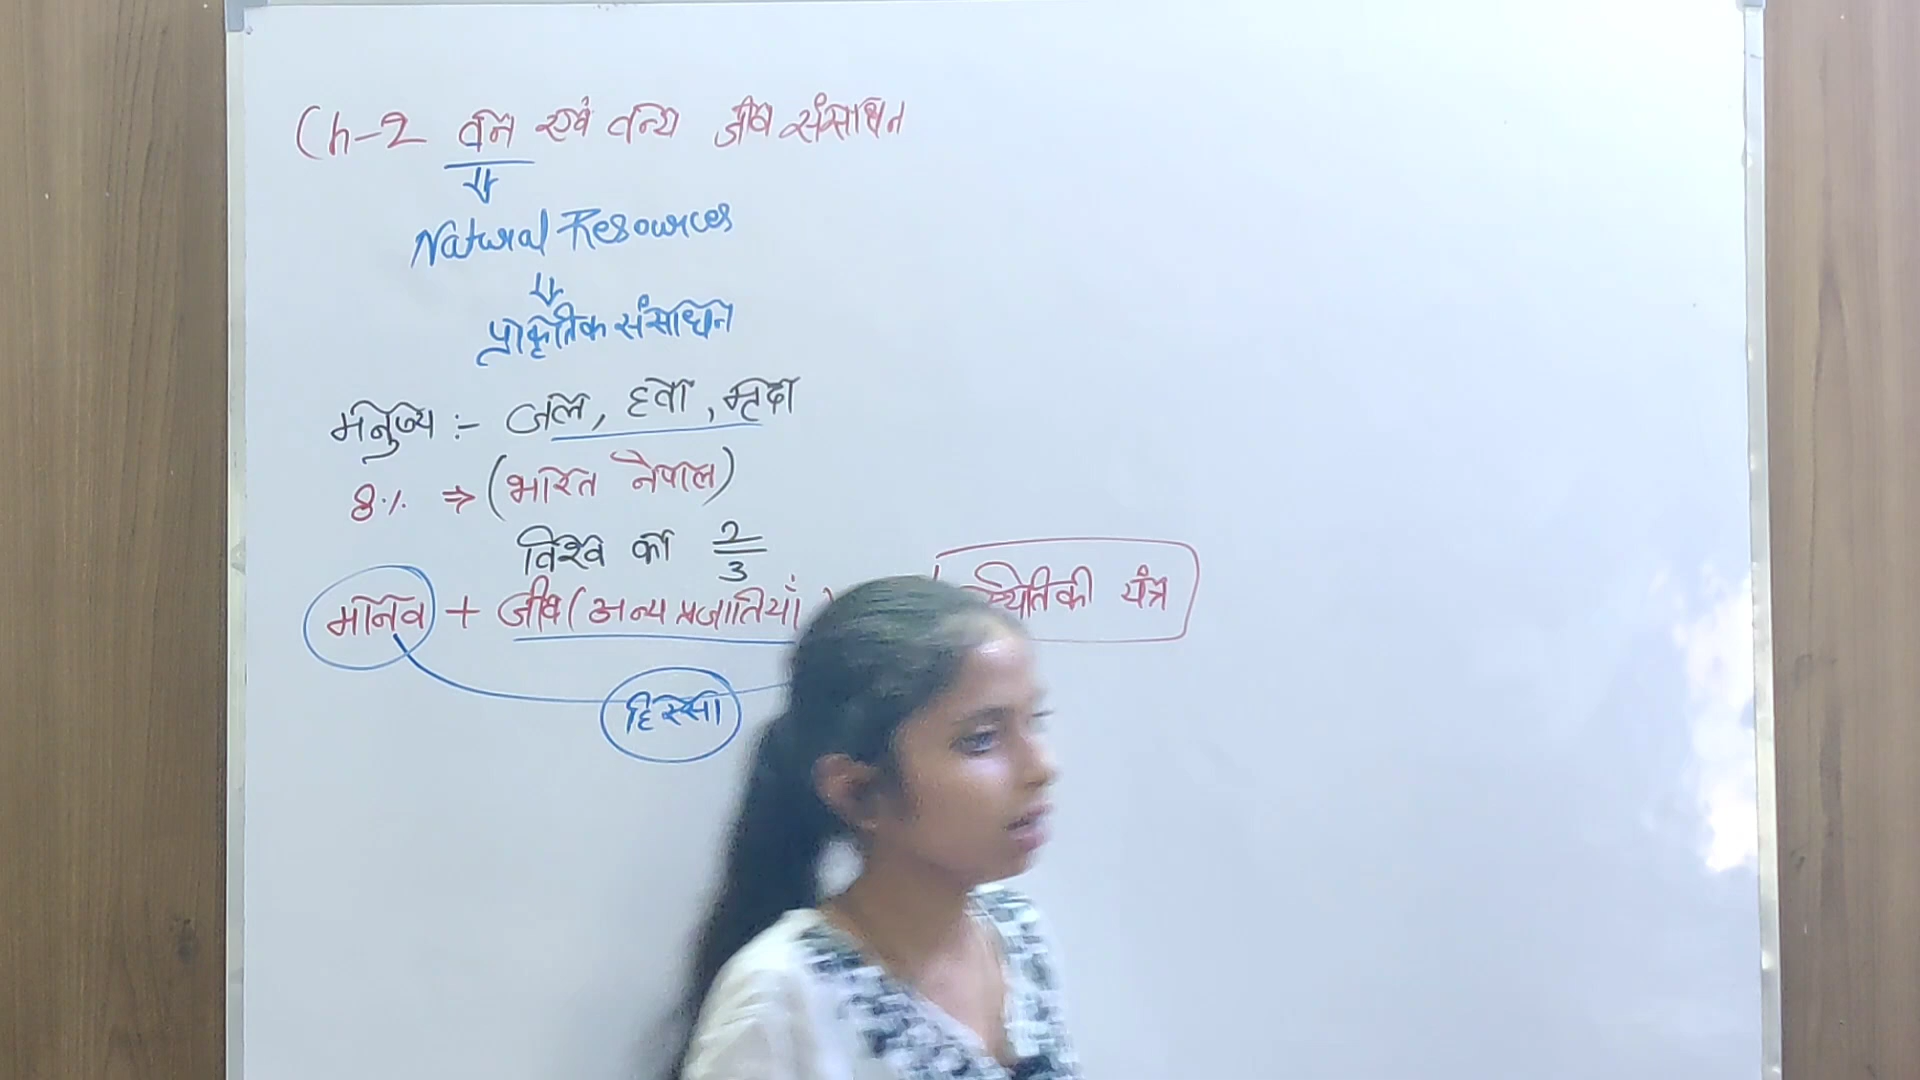 Ch-2 वन एवं वन्य जीव संसाधन
Natural Resources
प्राकृतिक संसाधन
मनुष्य :- जल, हवा, मृदा
8% ⇒ (भारत नेपाल)
विश्व का 2/3
मानव + जीव (अन्य प्रजातियाँ यंत्र
हिस्सा